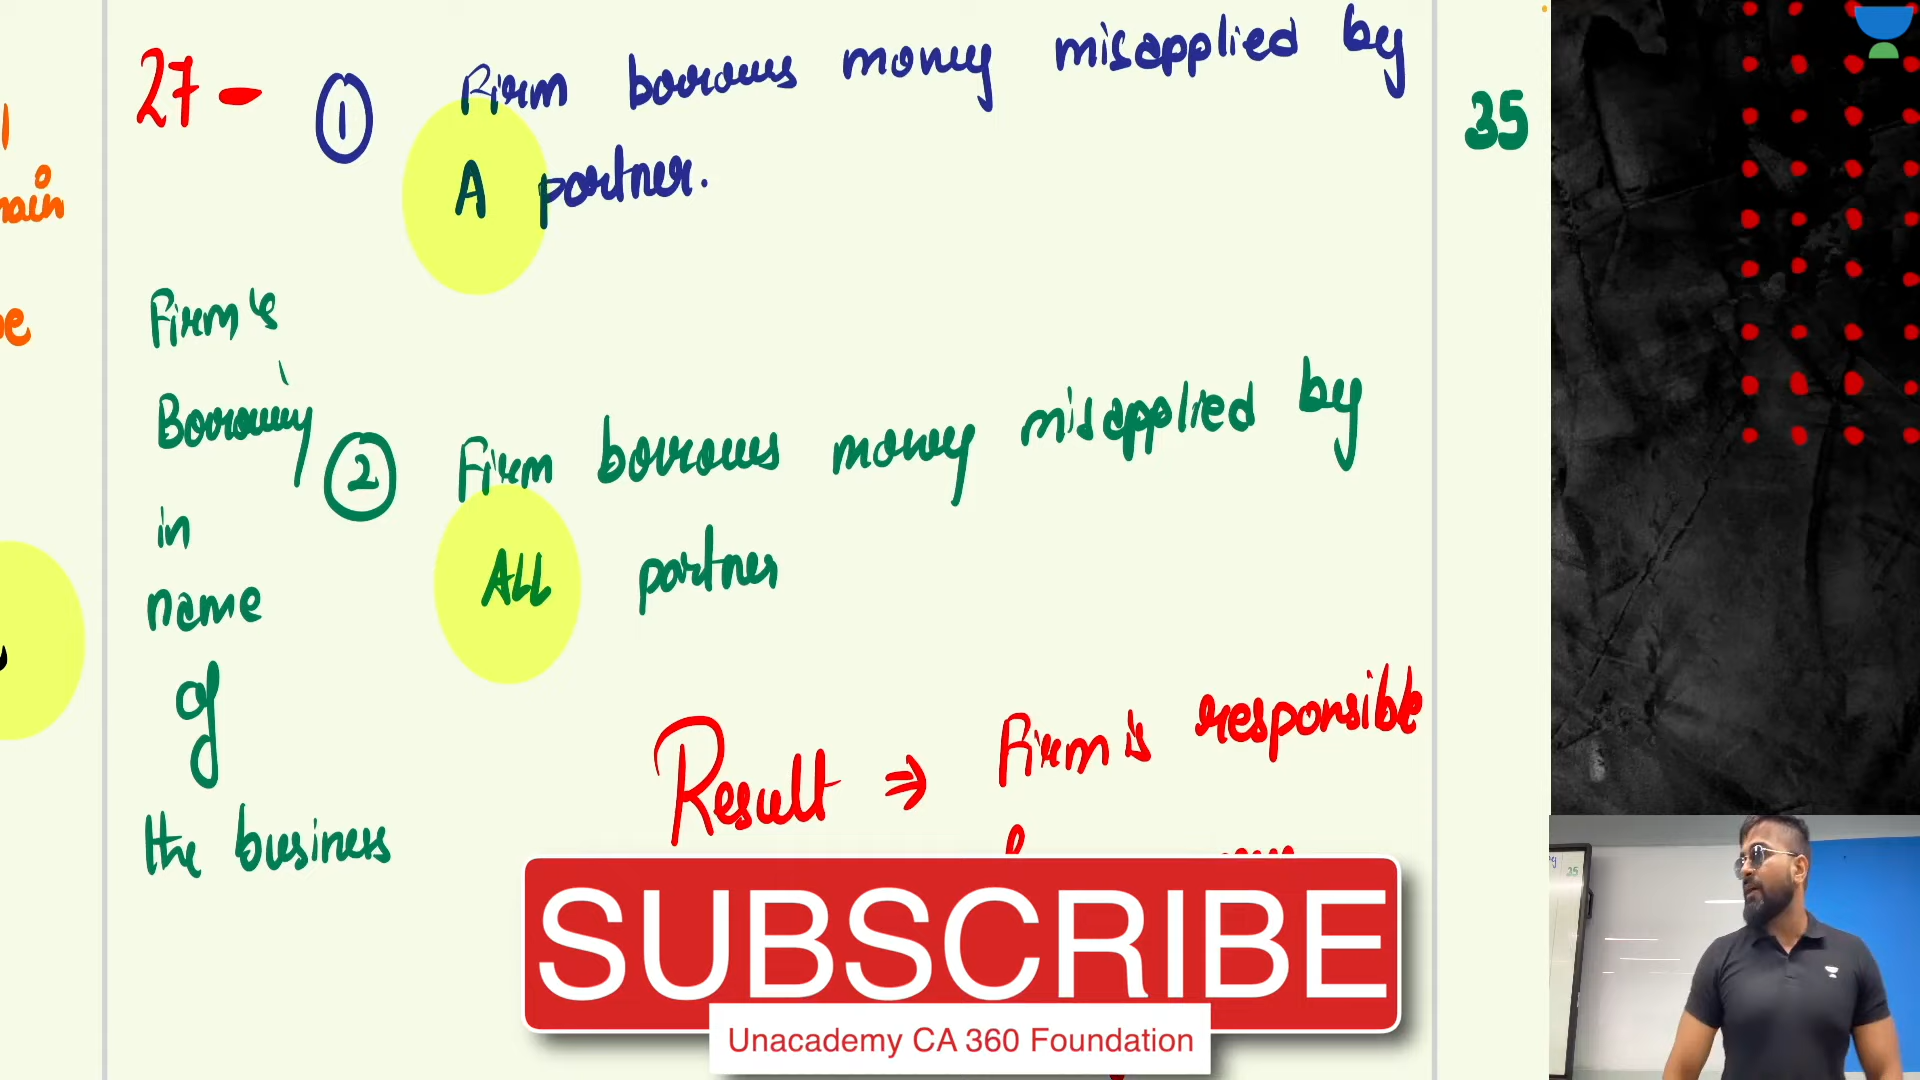 27 - ① Firm borrows money misapplied by
A partner.
35
main
Firm's
Borrowing
in
name
of
the business
② Firm borrows money misapplied by
ALL partner
Result ⇒ Firm is responsible
SUBSCRIBE
Unacademy CA 360 Foundation